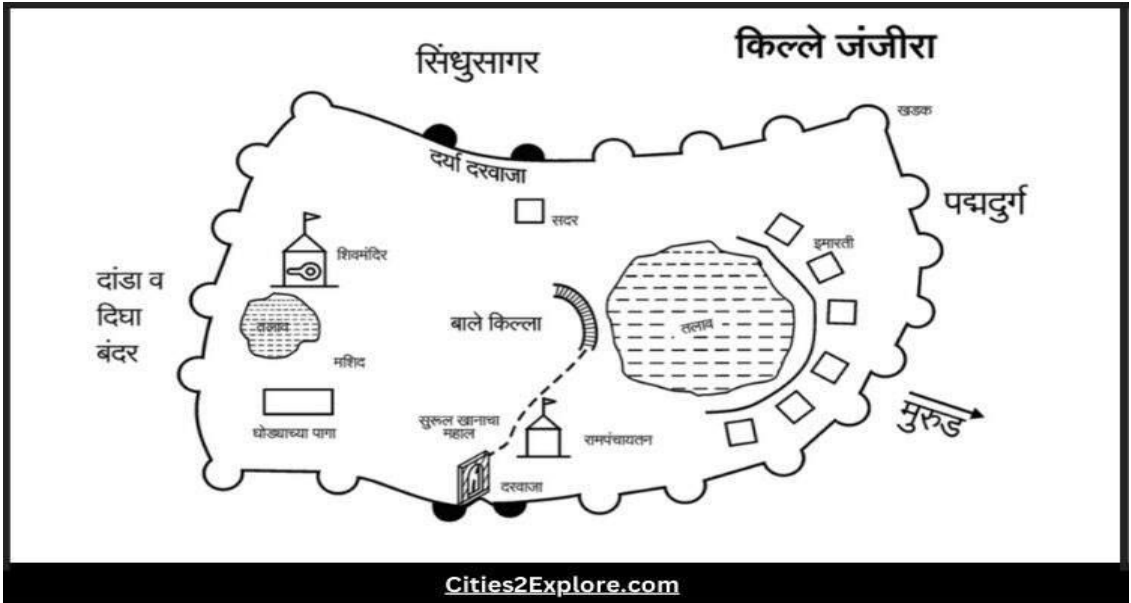 किल्ले जंजीरा
सिंधुसागर
खडक
दर्या दरवाजा
पद्मदुर्ग
सदर
इमारती
शिवमंदिर
दांडा व
दिघा
बंदर
तलाव
बाले किल्ला
तलाव
मशिद
मुरुड
सुरूल खानाचा
महाल
घोड्याच्या पागा
रामपंचायतन
दरवाजा
Cities2Explore.com